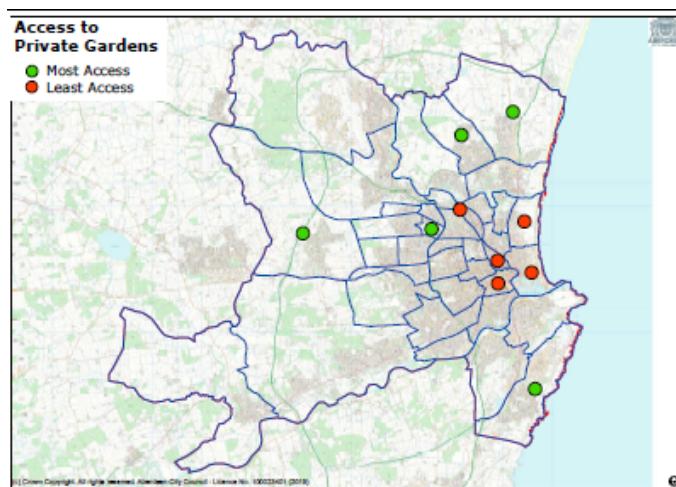 Access to
Private Gardens
Most Access
Least Access
(c) Crown Copyright. All rights reserved. Aberdeen City Council - Licence No. 100023401 (2019)